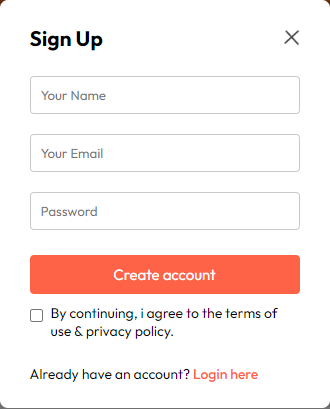 Sign Up
Your Name
Your Email
Password
Create account
By continuing, i agree to the terms of
use & privacy policy.
Already have an account? Login here